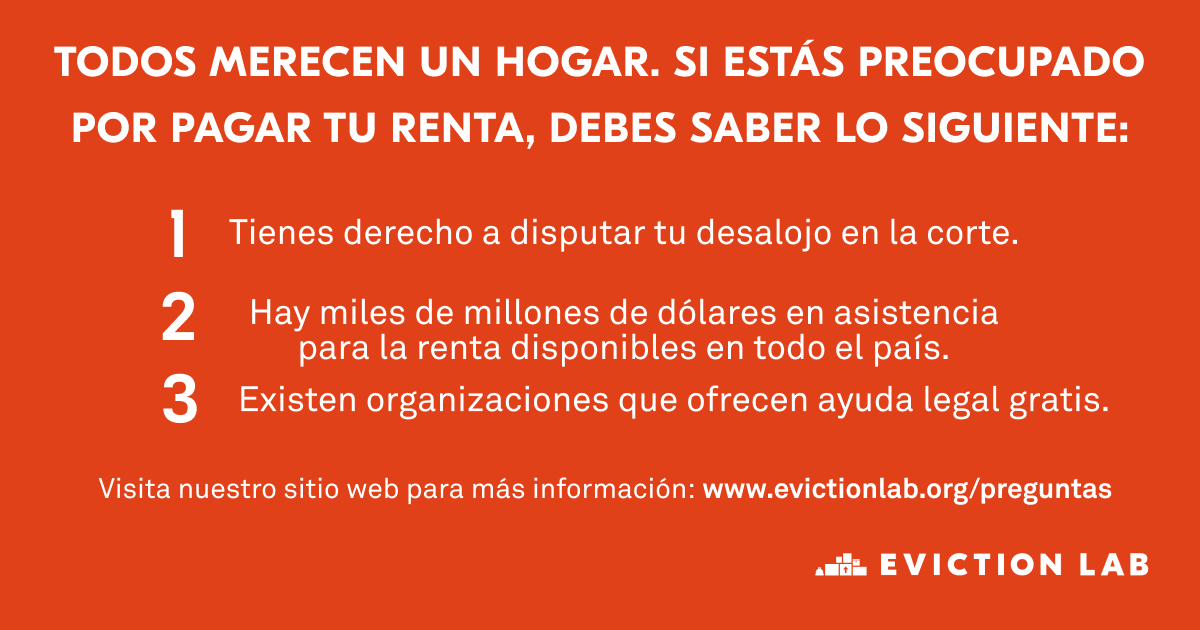 TODOS MERECEN UN HOGAR. SI ESTÁS PREOCUPADO
POR PAGAR TU RENTA, DEBES SABER LO SIGUIENTE:
1 Tienes derecho a disputar tu desalojo en la corte.
2 Hay miles de millones de dólares en asistencia
para la renta disponibles en todo el país.
3 Existen organizaciones que ofrecen ayuda legal gratis.
Visita nuestro sitio web para más información: www.evictionlab.org/preguntas
EVICTION LAB